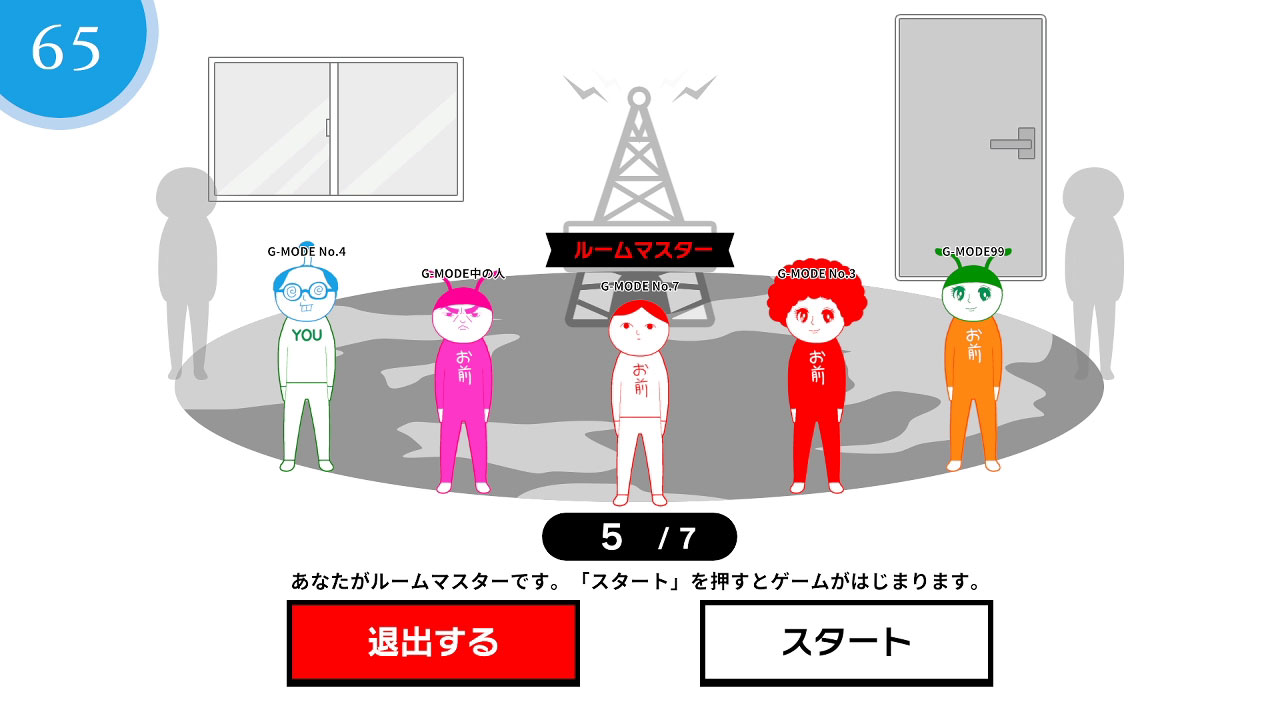 65
ルームマスター
G-MODE No.4
G-MODE中の人
G-MODE No.7
G-MODE No.3
G-MODE99
YOU
お前
お前
お前
お前
5 / 7
あなたがルームマスターです。「スタート」を押すとゲームがはじまります。
退出する
スタート